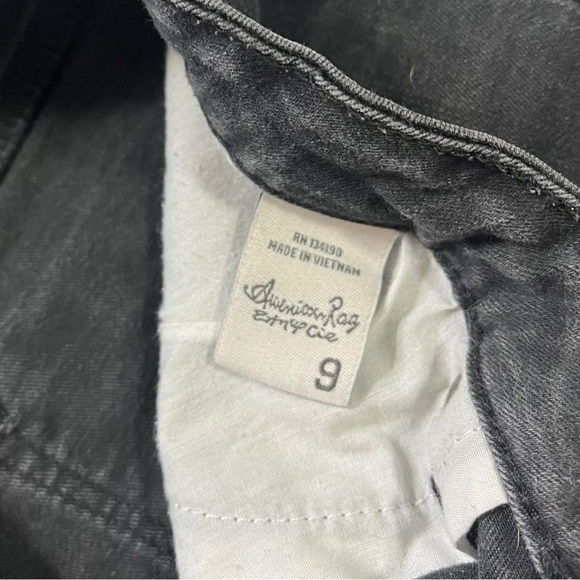 RN 134190
MADE IN VIETNAM
American Rag
Cie
9